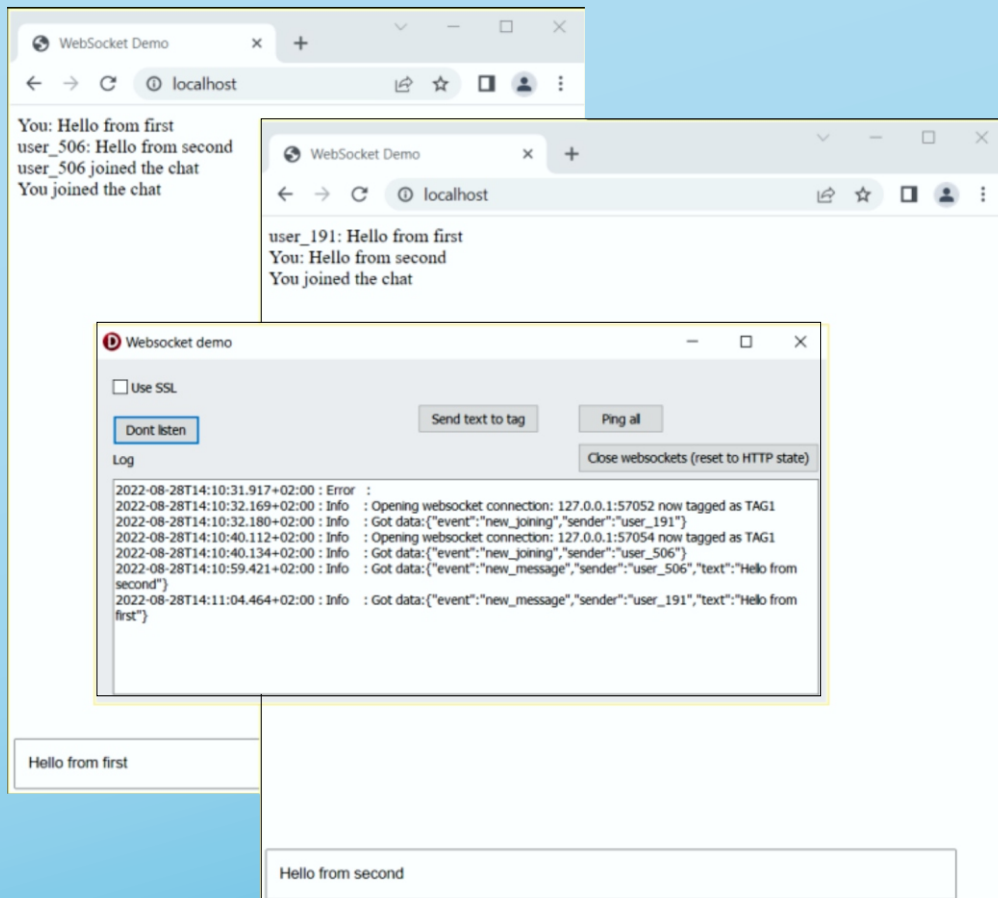 WebSocket Demo
localhost
You: Hello from first
user_506: Hello from second
user_506 joined the chat
You joined the chat
Hello from first
WebSocket Demo
localhost
user_191: Hello from first
You: Hello from second
You joined the chat
Hello from second
Websocket demo
Use SSL
Dont listen
Send text to tag
Ping all
Close websockets (reset to HTTP state)
Log
2022-08-28T14:10:31.917+02:00 : Error :
2022-08-28T14:10:32.169+02:00 : Info : Opening websocket connection: 127.0.0.1:57052 now tagged as TAG1
2022-08-28T14:10:32.180+02:00 : Info : Got data:{"event":"new_joining","sender":"user_191"}
2022-08-28T14:10:40.112+02:00 : Info : Opening websocket connection: 127.0.0.1:57054 now tagged as TAG1
2022-08-28T14:10:40.134+02:00 : Info : Got data:{"event":"new_joining","sender":"user_506"}
2022-08-28T14:10:59.421+02:00 : Info : Got data:{"event":"new_message","sender":"user_506","text":"Hello from
second"}
2022-08-28T14:11:04.464+02:00 : Info : Got data:{"event":"new_message","sender":"user_191","text":"Hello from
first"}